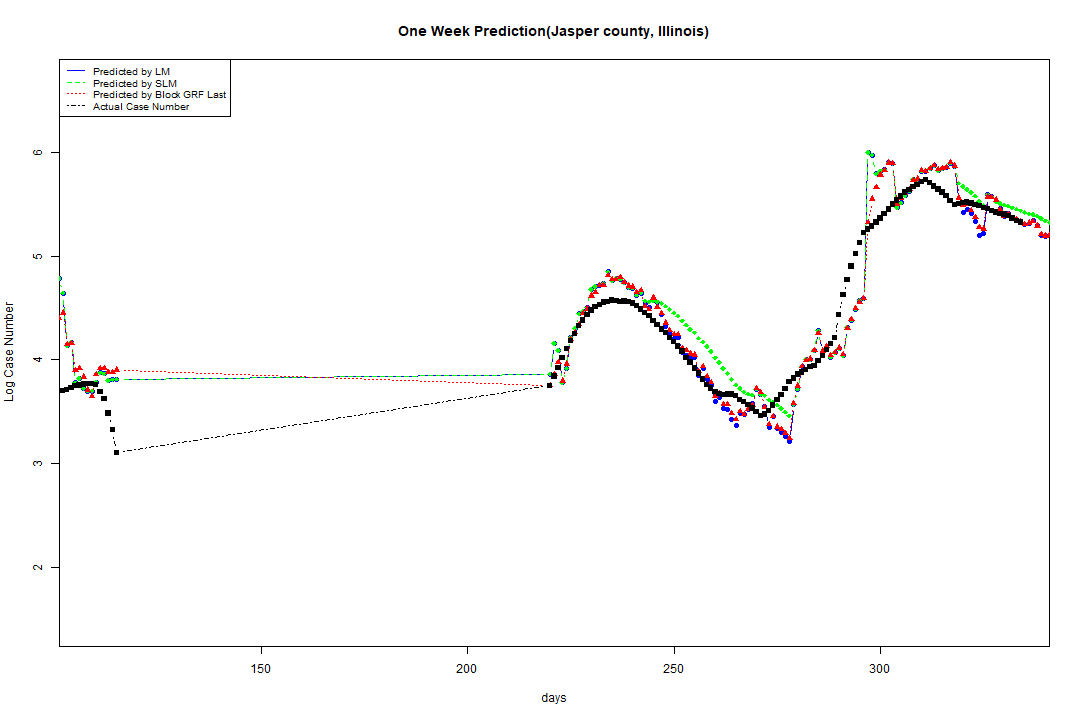 One Week Prediction(Jasper county, Illinois)
Predicted by LM
Predicted by SLM
Predicted by Block GRF Last
Actual Case Number
6
5
4
3
2
Log Case Number
150 200 250 300
days